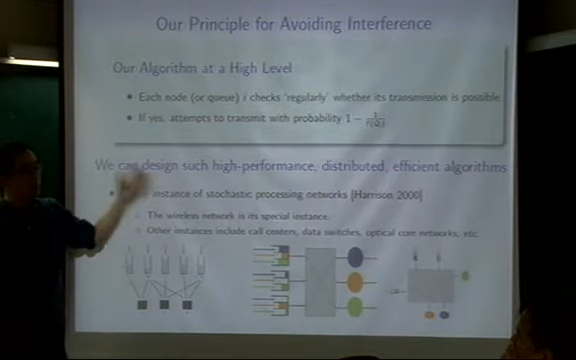 Our Principle for Avoiding Interference
Our Algorithm at a High Level
Each node (or queue) i checks 'regularly' whether its transmission is possible
If yes, attempts to transmit with probability 1 −
We can design such high-performance, distributed, efficient algorithms
instance of stochastic processing networks [Harrison 2000]
The wireless network is its special instance.
Other instances include call centers, data switches, optical core networks, etc.